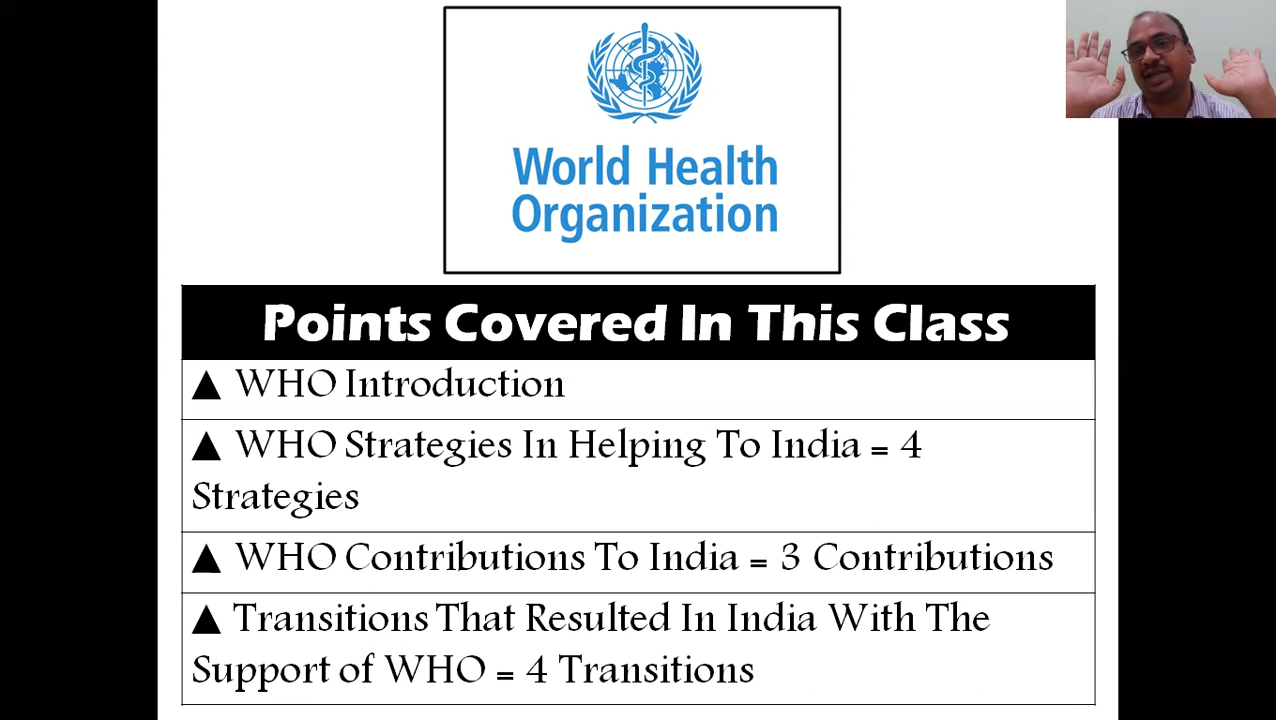 World Health
Organization
Points Covered In This Class
▲ WHO Introduction
▲ WHO Strategies In Helping To India = 4
Strategies
▲ WHO Contributions To India = 3 Contributions
▲ Transitions That Resulted In India With The
Support of WHO = 4 Transitions